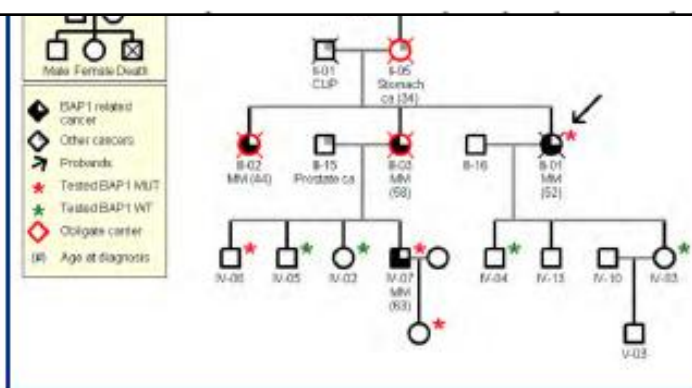 Male Female Death
BAP1 related
cancer
Other cancers
Probands
Tested BAP1 MUT
Tested BAP1 WT
Obligate carrier
(#) Age at diagnosis
II-01
CUP
II-05
Stomach
ca (34)
III-02
MM (44)
III-15
Prostate ca
III-03
MM
(58)
III-16
III-01
MM
(52)
IV-06
IV-05
IV-02
IV-07
MM
(63)
IV-04
IV-13
IV-10
IV-03
V-03